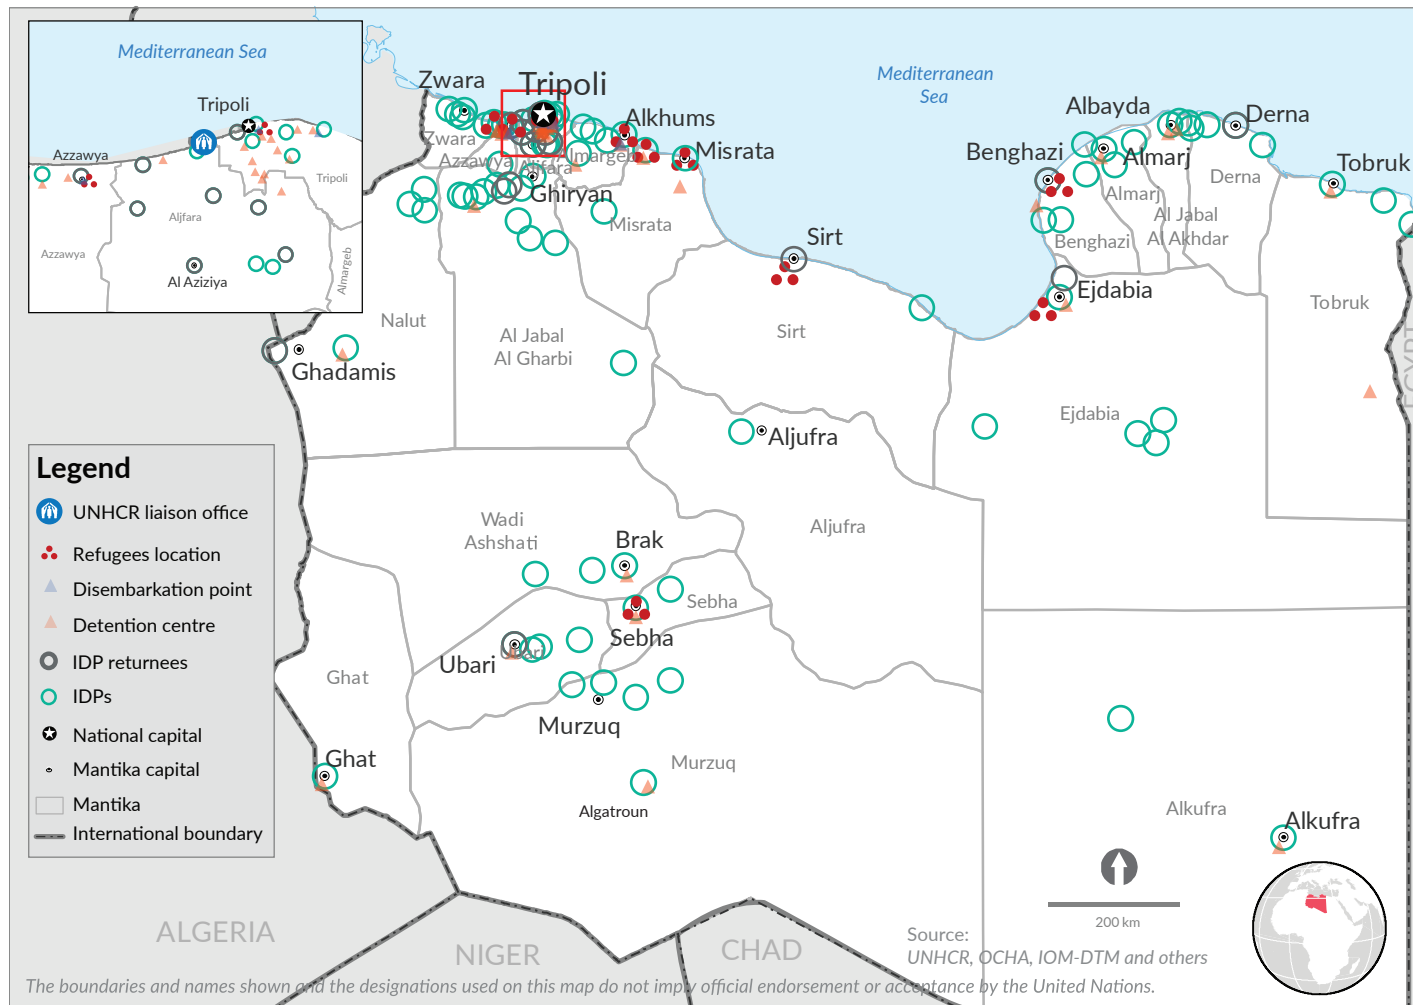 Mediterranean Sea
Tripoli
Azzawya
Tripoli
Aljfara
Azzawya
Almargeb
Al Aziziya
Mediterranean
Sea
Zwara
Tripoli
Alkhums
Misrata
Zwara
Azzawya
Aljfara
lmargeb
Ghiryan
Misrata
Sirt
Albayda
Derna
Benghazi
Almarj
Tobruk
Derna
Almarj
Al Jabal
Al Akhdar
Benghazi
Ejdabia
Tobruk
Nalut
Al Jabal
Al Gharbi
Sirt
Ghadamis
Ejdabia
EGYPT
Aljufra
Legend
UNHCR liaison office
Refugees location
Disembarkation point
Detention centre
IDP returnees
IDPs
National capital
Mantika capital
Mantika
International boundary
Wadi
Ashshati
Brak
Aljufra
Sebha
Sebha
Ubari
Ubari
Ghat
Murzuq
Ghat
Murzuq
Algatroun
Alkufra
Alkufra
200 km
ALGERIA
NIGER
CHAD
Source:
UNHCR, OCHA, IOM-DTM and others
The boundaries and names shown and the designations used on this map do not imply official endorsement or acceptance by the United Nations.